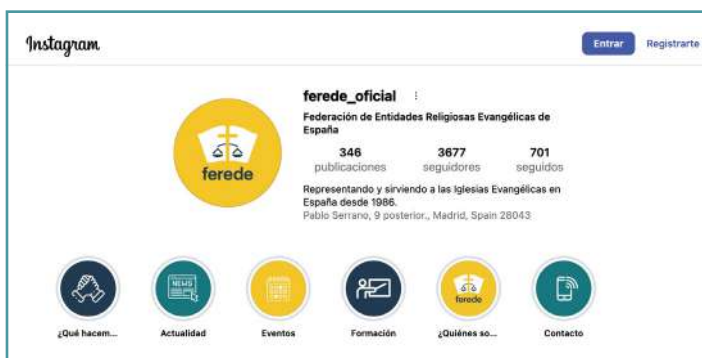 Instagram
Entrar
Registrarte
ferede_oficial
Federación de Entidades Religiosas Evangélicas de
España
346
3677
701
publicaciones
seguidores
seguidos
Representando y sirviendo a las Iglesias Evangélicas en
España desde 1986.
Pablo Serrano, 9 posterior., Madrid, Spain 28043
ferede
NEWS
ferede
¿Qué hacem...
Actualidad
Eventos
Formación
¿Quiénes so...
Contacto